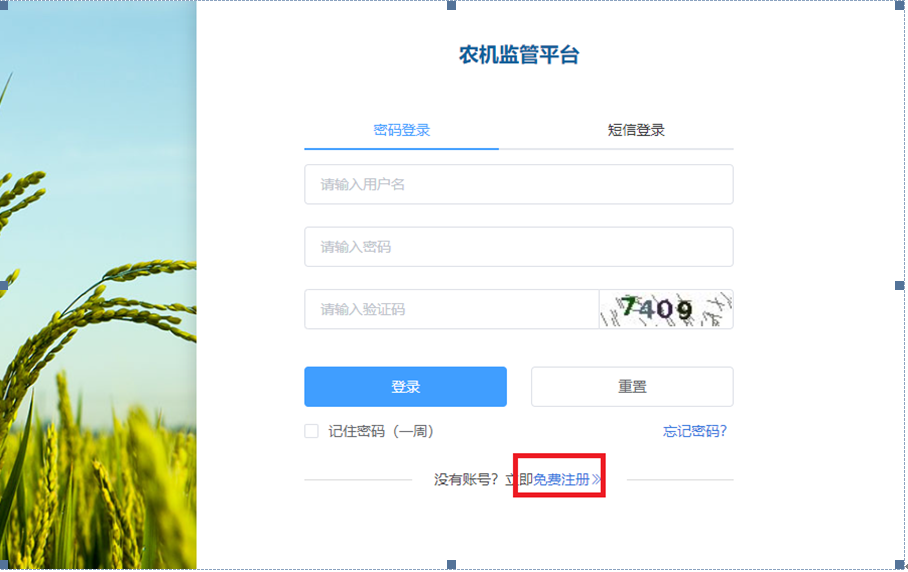 农机监管平台
密码登录 短信登录
请输入用户名
请输入密码
请输入验证码 7409
登录 重置
记住密码（一周） 忘记密码?
没有账号? 立即免费注册»